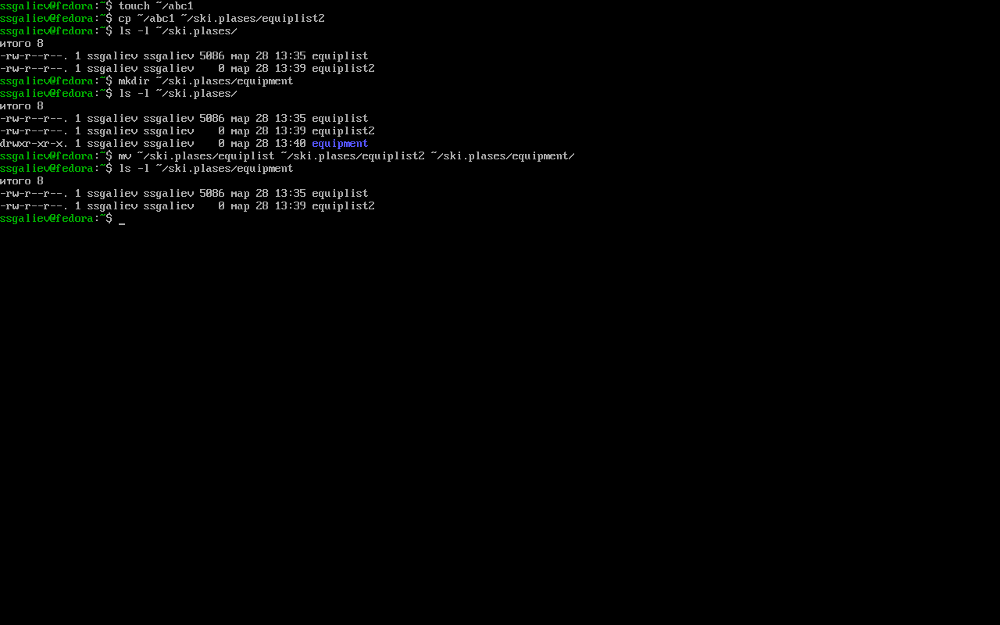 ssgaliev@fedora:~$ touch ~/abc1
ssgaliev@fedora:~$ cp ~/abc1 ~/ski.plases/equiplist2
ssgaliev@fedora:~$ ls -l ~/ski.plases/
итого 8
-rw-r--r--. 1 ssgaliev ssgaliev 5086 мар 28 13:35 equiplist
-rw-r--r--. 1 ssgaliev ssgaliev    0 мар 28 13:39 equiplist2
ssgaliev@fedora:~$ mkdir ~/ski.plases/equipment
ssgaliev@fedora:~$ ls -l ~/ski.plases/
итого 8
-rw-r--r--. 1 ssgaliev ssgaliev 5086 мар 28 13:35 equiplist
-rw-r--r--. 1 ssgaliev ssgaliev    0 мар 28 13:39 equiplist2
drwxr-xr-x. 1 ssgaliev ssgaliev    0 мар 28 13:40 equipment
ssgaliev@fedora:~$ mv ~/ski.plases/equiplist ~/ski.plases/equiplist2 ~/ski.plases/equipment/
ssgaliev@fedora:~$ ls -l ~/ski.plases/equipment
итого 8
-rw-r--r--. 1 ssgaliev ssgaliev 5086 мар 28 13:35 equiplist
-rw-r--r--. 1 ssgaliev ssgaliev    0 мар 28 13:39 equiplist2
ssgaliev@fedora:~$ _